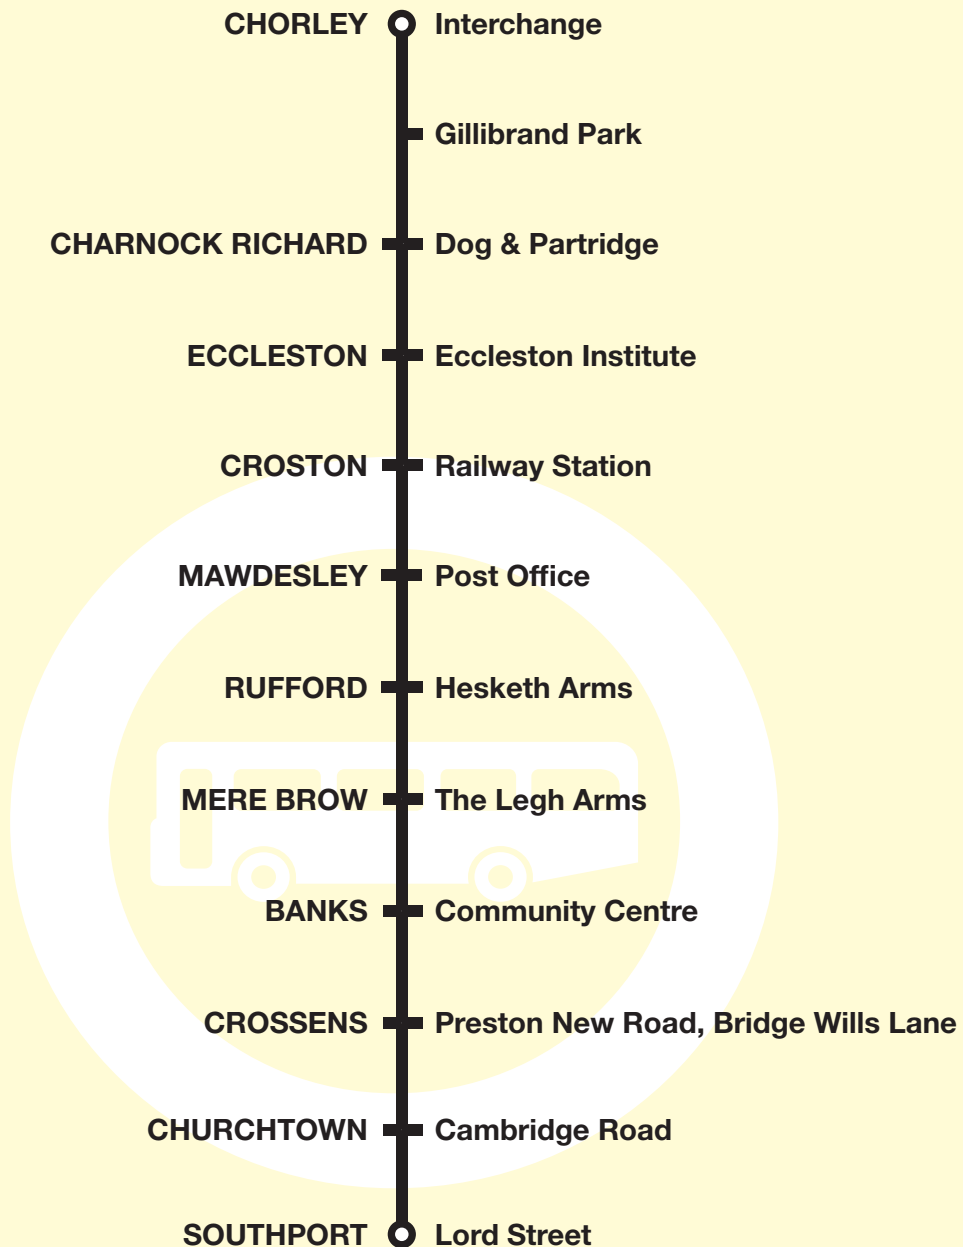 CHORLEY Interchange
Gillibrand Park
CHARNOCK RICHARD Dog & Partridge
ECCLESTON Eccleston Institute
CROSTON Railway Station
MAWDESLEY Post Office
RUFFORD Hesketh Arms
MERE BROW The Legh Arms
BANKS Community Centre
CROSSENS Preston New Road, Bridge Wills Lane
CHURCHTOWN Cambridge Road
SOUTHPORT Lord Street